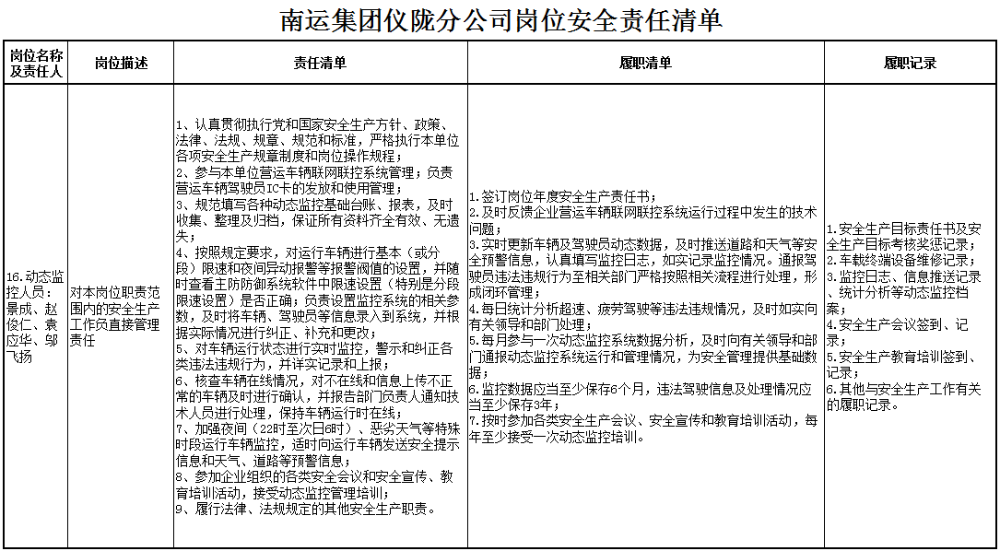 南运集团仪陇分公司岗位安全责任清单
岗位名称
及责任人
岗位描述
责任清单
履职清单
履职记录
16.动态监
控人员：
景成、赵
俊仁、袁
应华、邬
飞扬
对本岗位职责范
围内的安全生产
工作负直接管理
责任
1、认真贯彻执行党和国家安全生产方针、政策、
法律、法规、规章、规范和标准，严格执行本单位
各项安全生产规章制度和岗位操作规程；
2、参与本单位营运车辆联网联控系统管理；负责
营运车辆驾驶员IC卡的发放和使用管理；
3、规范填写各种动态监控基础台账、报表，及时
收集、整理及归档，保证所有资料齐全有效、无遗
失；
4、按照规定要求，对运行车辆进行基本（或分
段）限速和夜间异动报警等报警阀值的设置，并随
时查看主防防御系统软件中限速设置（特别是分段
限速设置）是否正确；负责设置监控系统的相关参
数，及时将车辆、驾驶员等信息录入到系统，并根
据实际情况进行纠正、补充和更改；
5、对车辆运行状态进行实时监控，警示和纠正各
类违法违规行为，并详实记录和上报；
6、核查车辆在线情况，对不在线和信息上传不正
常的车辆及时进行确认，并报告部门负责人通知技
术人员进行处理，保持车辆运行时在线；
7、加强夜间（22时至次日6时）、恶劣天气等特殊
时段运行车辆监控，适时向运行车辆发送安全提示
信息和天气、道路等预警信息；
8、参加企业组织的各类安全会议和安全宣传、教
育培训活动，接受动态监控管理培训；
9、履行法律、法规规定的其他安全生产职责。
1.签订岗位年度安全生产责任书；
2.及时反馈企业营运车辆联网联控系统运行过程中发生的技术
问题；
3.实时更新车辆及驾驶员动态数据，及时推送道路和天气等安
全预警信息，认真填写监控日志，如实记录监控情况。通报驾
驶员违法违规行为至相关部门严格按照相关流程进行处理，形
成闭环管理；
4.每日统计分析超速、疲劳驾驶等违法违规情况，及时如实向
有关领导和部门处理；
5.每月参与一次动态监控系统数据分析，及时向有关领导和部
门通报动态监控系统运行和管理情况，为安全管理提供基础数
据；
6.监控数据应当至少保存6个月，违法驾驶信息及处理情况应
当至少保存3年；
7.按时参加各类安全生产会议、安全宣传和教育培训活动，每
年至少接受一次动态监控培训。
1.安全生产目标责任书及安
全生产目标考核奖惩记录；
2.车载终端设备维修记录；
3.监控日志、信息推送记录
、统计分析等动态监控档
案；
4.安全生产会议签到、记
录；
5.安全生产教育培训签到、
记录；
6.其他与安全生产工作有关
的履职记录。